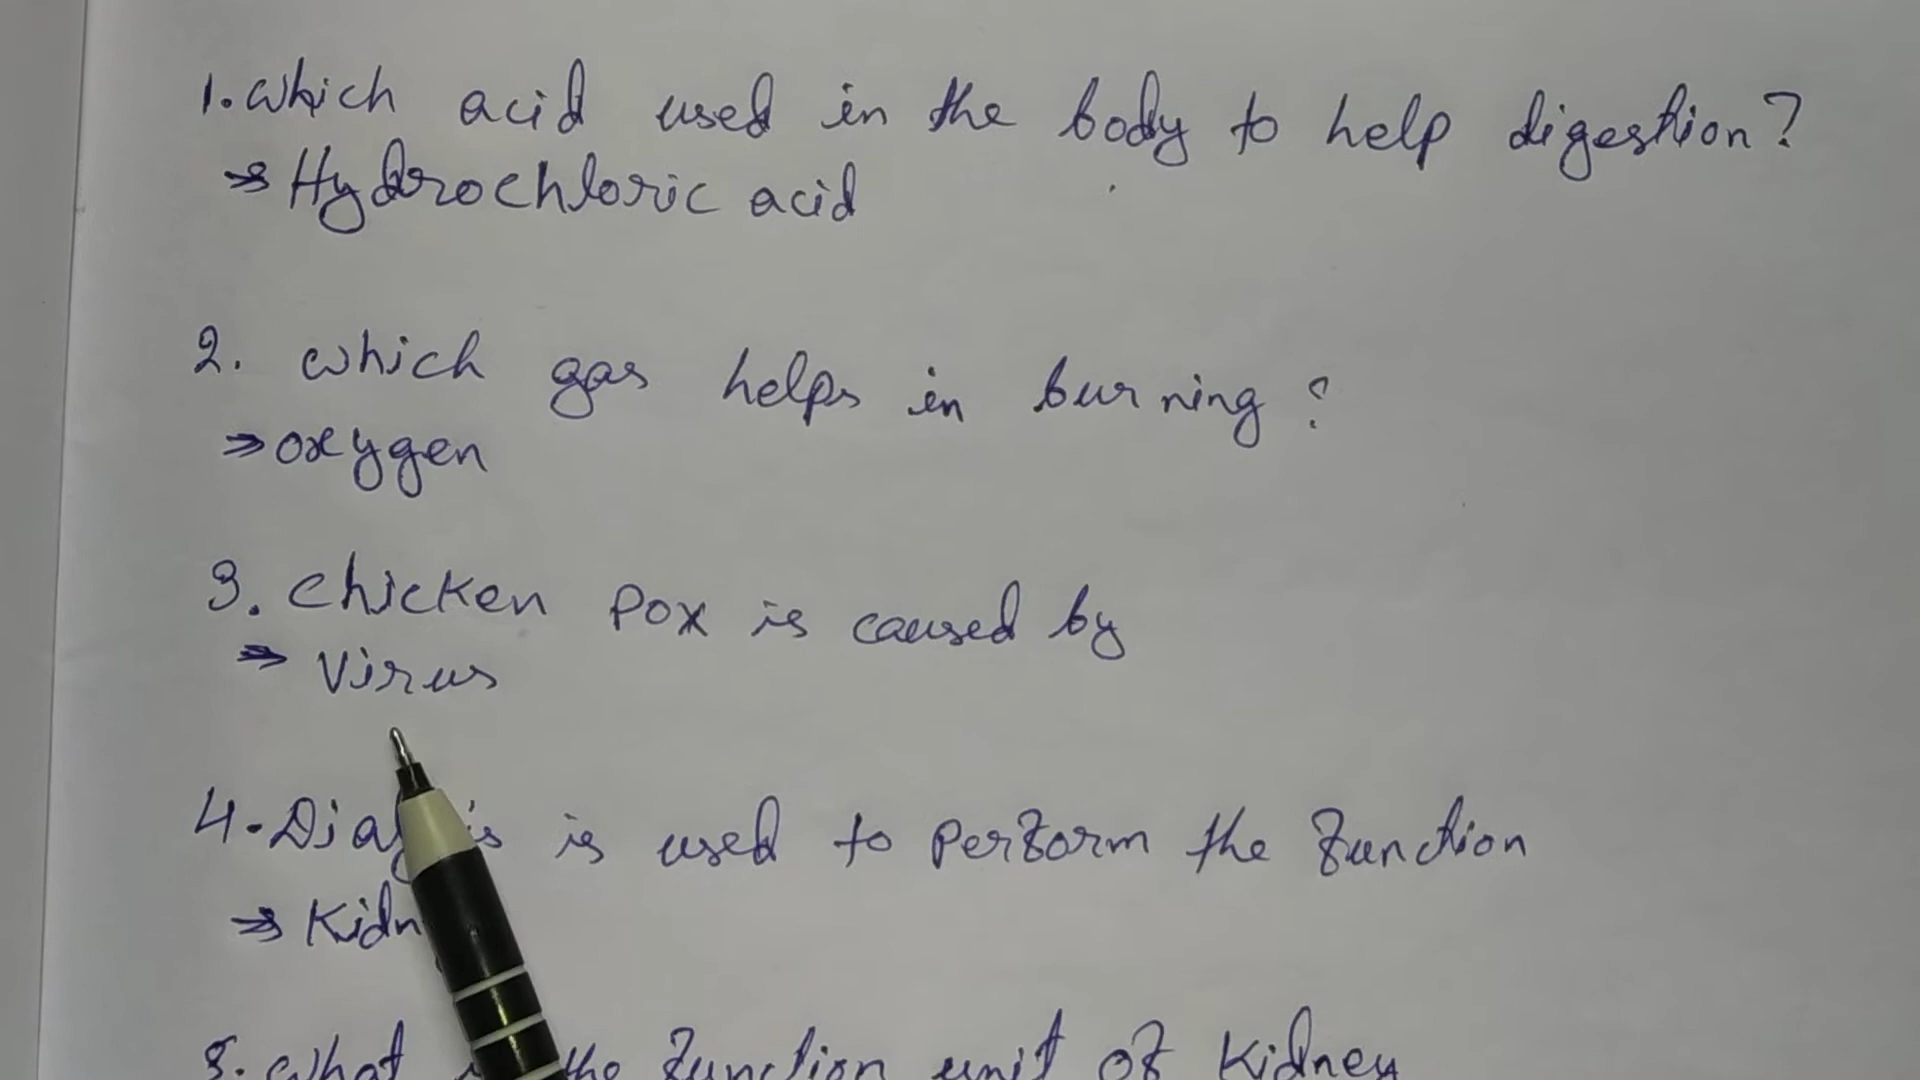 1. Which acid used in the body to help digestion?
⇒ Hydrochloric acid
2. which gas helps in burning?
⇒ oxygen
3. chicken Pox is caused by
⇒ Virus
4. is used to Perform the function
⇒
5. What the function unit of Kidney